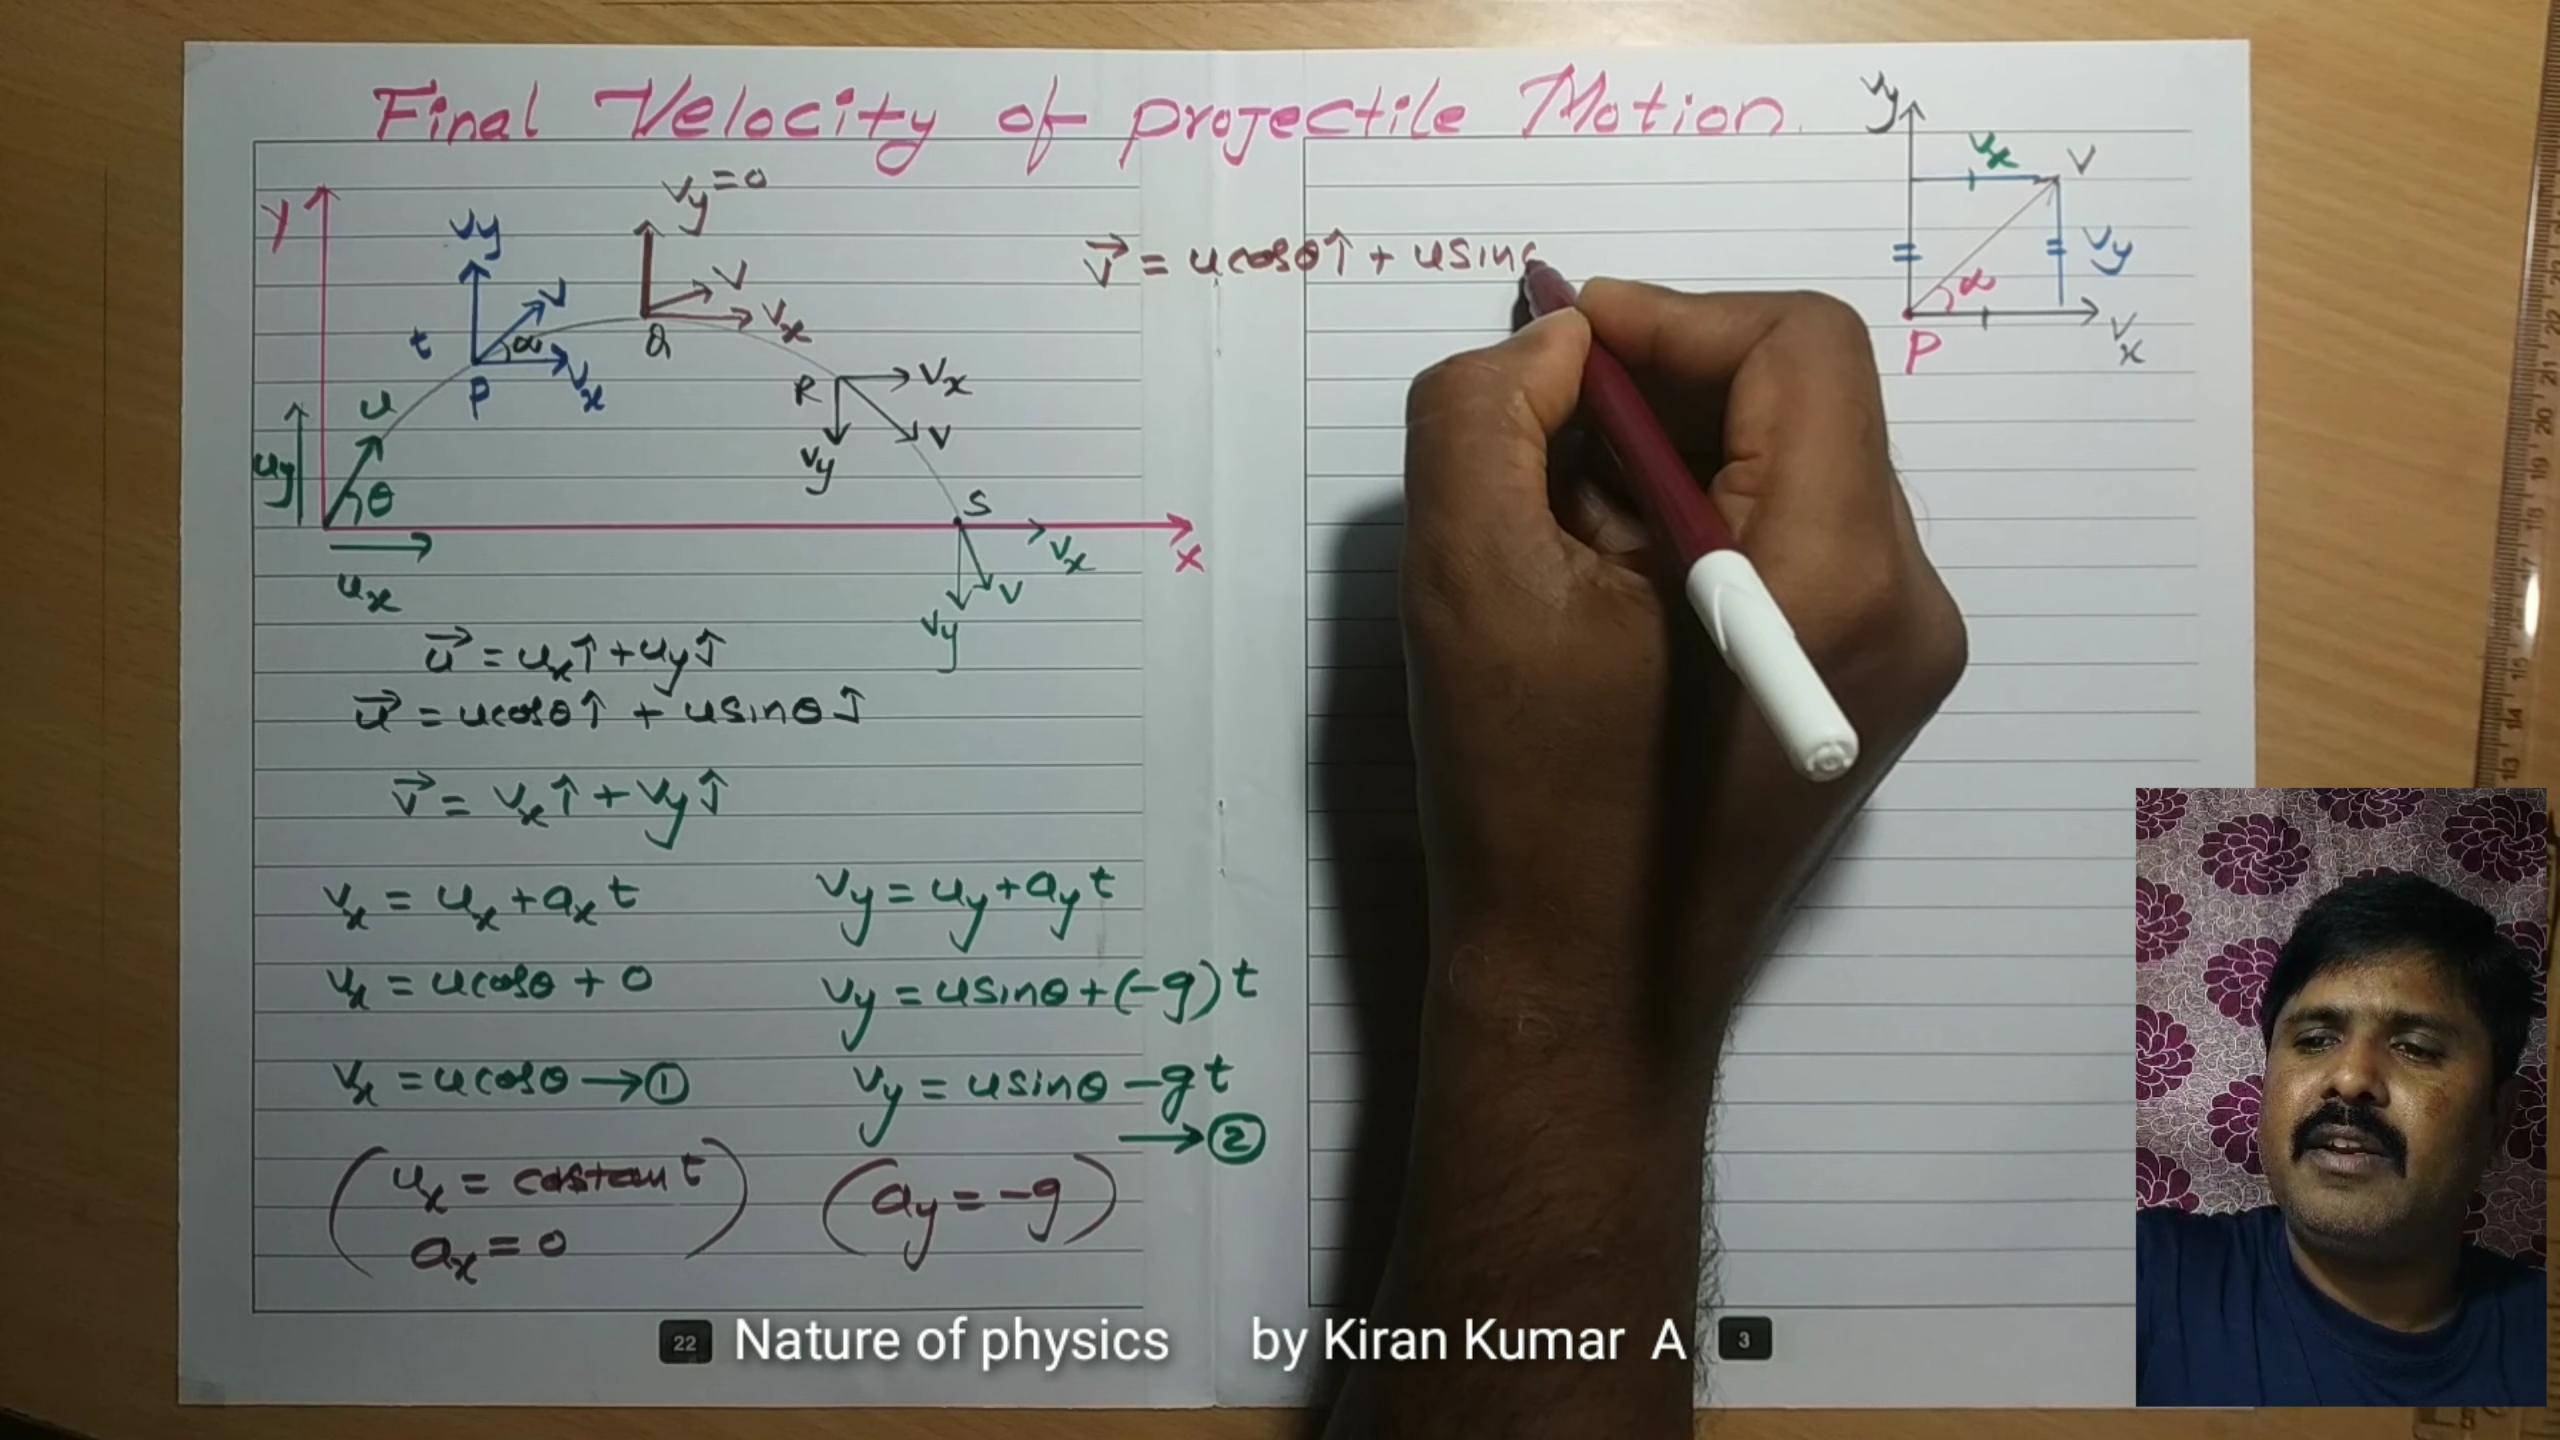 Final Velocity of projectile Motion.
y
uy
u
θ
ux
t
vy
v
α
vx
P
vy=0
v
vx
Q
R
vx
v
vy
S
vx
v
vy
x
u⃗ = uxî + uyĵ
u⃗ = ucosθî + usinθĵ
v⃗ = vxî + vyĵ
vx = ux + axt
vx = ucosθ + 0
vx = ucosθ → ①
(ux = constant
ax = 0)
vy = uy + ayt
vy = usinθ + (-g)t
vy = usinθ - gt
→ ②
(ay = -g)
v⃗ = ucosθî + usin
vy
vx
v
vy
α
P
vx
22 Nature of physics by Kiran Kumar A 3